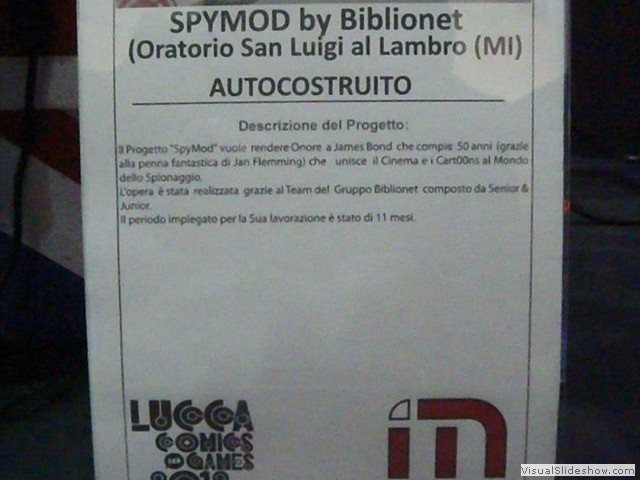 SPYMOD by Biblionet
(Oratorio San Luigi al Lambro (MI)
AUTOCOSTRUITO
Descrizione del Progetto:
Il Progetto "SpyMod" vuole rendere Onore a James Bond che compie 50 anni (grazie
alla penna fantastica di Jan Flemming) che unisce il Cinema e i Cart00ns al Mondo
dello Spionaggio.
L'opera è stata realizzata grazie al Team del Gruppo Biblionet composto da Senior &
Junior.
Il periodo impiegato per la Sua lavorazione è stato di 11 mesi.
LUCCA
COMICS
AND GAMES
VisualSlideshow.com